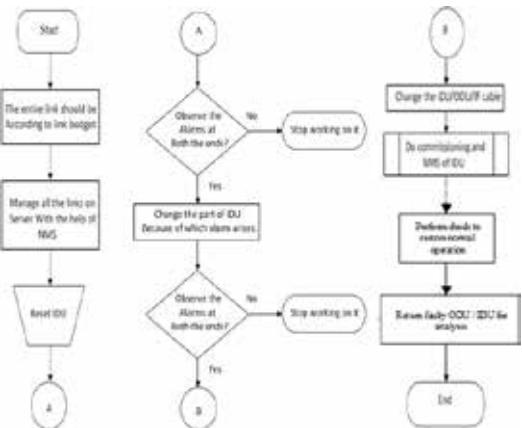 Start
The entire link should be
According to link budget
Manage all the links on
Server With the help of
NMS
Reset IDU
A
A
Observe the
Alarms at
Both the ends?
No
Stop working on it
Yes
Change the part of IDU
Because of which alarm arises.
Observe the
Alarms at
Both the ends?
No
Stop working on it
Yes
B
Change the IDU/ODU/IF cable
Do commissioning and
NMS of IDU
Perform checks to
restore normal
operation
Return faulty ODU / IDU for
analysis
End